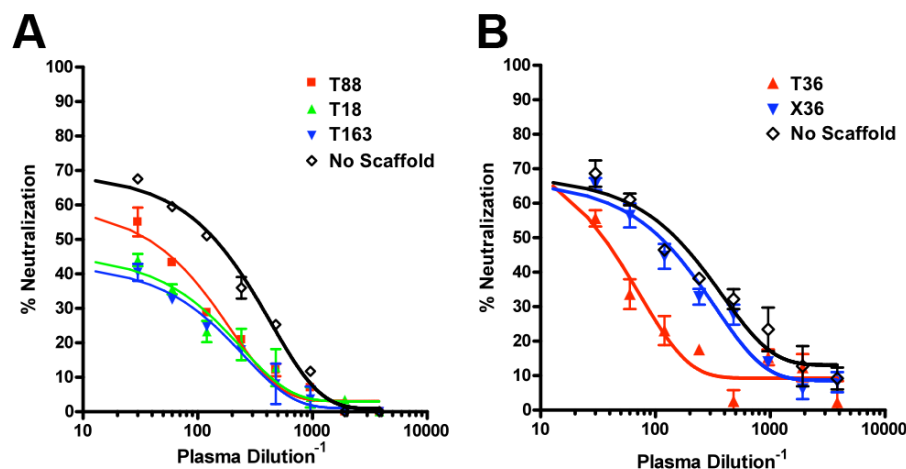 A
100
90
80
70
60
50
40
30
20
10
0
10
100
1000
10000
% Neutralization
Plasma Dilution-1
T88
T18
T163
No Scaffold
B
100
90
80
70
60
50
40
30
20
10
0
10
100
1000
10000
% Neutralization
Plasma Dilution-1
T36
X36
No Scaffold